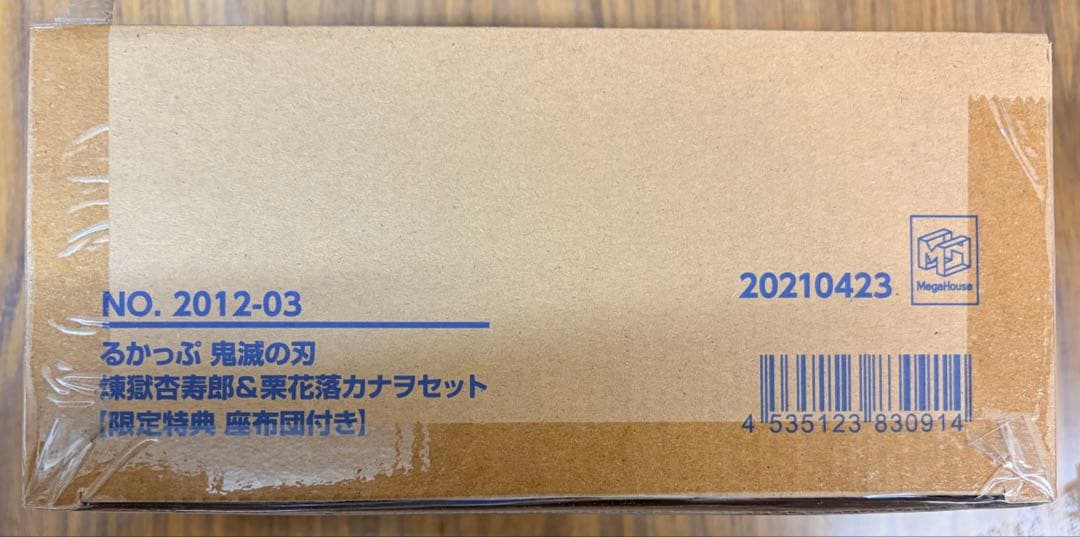 NO. 2012-03
るかっぷ 鬼滅の刃
煉獄杏寿郎&栗花落カナヲセット
【限定特典 座布団付き】
20210423
MegaHouse
4 535123 830914